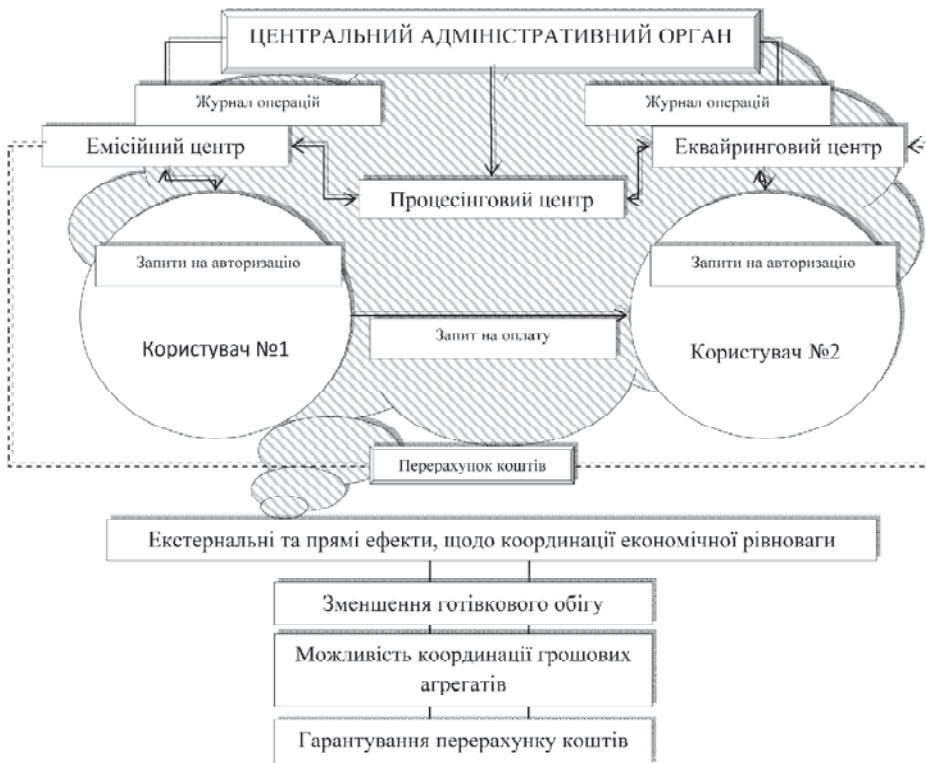 ЦЕНТРАЛЬНИЙ АДМІНІСТРАТИВНИЙ ОРГАН
Журнал операцій
Журнал операцій
Емісійний центр
Еквайринговий центр
Процесінговий центр
Запити на авторизацію
Запити на авторизацію
Запит на оплату
Користувач №1
Користувач №2
Перерахунок коштів
Екстернальні та прямі ефекти, щодо координації економічної рівноваги
Зменшення готівкового обігу
Можливість координації грошових
агрегатів
Гарантування перерахунку коштів